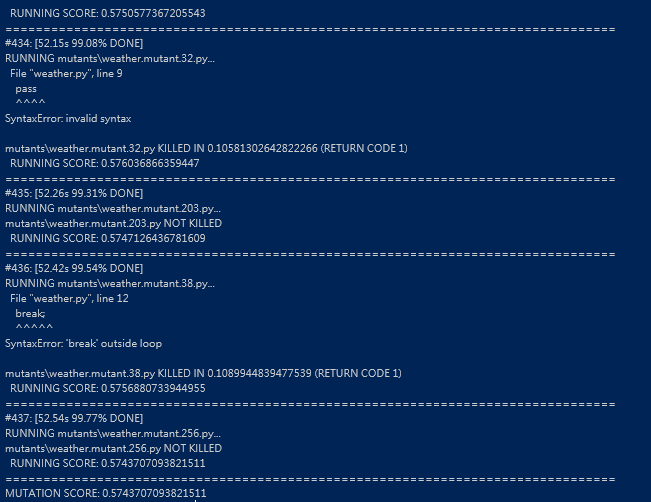 RUNNING SCORE: 0.5750577367205543
================================================================================
#434: [52.15s 99.08% DONE]
RUNNING mutants\weather.mutant.32.py...
File "weather.py", line 9
pass
^^^^
SyntaxError: invalid syntax
mutants\weather.mutant.32.py KILLED IN 0.10581302642822266 (RETURN CODE 1)
RUNNING SCORE: 0.576036866359447
================================================================================
#435: [52.26s 99.31% DONE]
RUNNING mutants\weather.mutant.203.py...
mutants\weather.mutant.203.py NOT KILLED
RUNNING SCORE: 0.5747126436781609
================================================================================
#436: [52.42s 99.54% DONE]
RUNNING mutants\weather.mutant.38.py...
File "weather.py", line 12
break;
^^^^^
SyntaxError: 'break' outside loop
mutants\weather.mutant.38.py KILLED IN 0.1089944839477539 (RETURN CODE 1)
RUNNING SCORE: 0.5756880733944955
================================================================================
#437: [52.54s 99.77% DONE]
RUNNING mutants\weather.mutant.256.py...
mutants\weather.mutant.256.py NOT KILLED
RUNNING SCORE: 0.5743707093821511
================================================================================
MUTATION SCORE: 0.5743707093821511